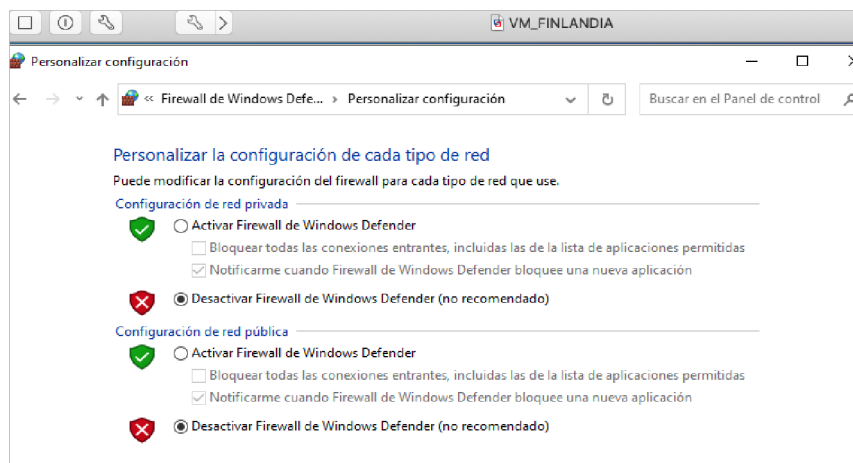 VM_FINLANDIA
Personalizar configuración
« Firewall de Windows Defe... › Personalizar configuración
Buscar en el Panel de control
Personalizar la configuración de cada tipo de red
Puede modificar la configuración del firewall para cada tipo de red que use.
Configuración de red privada
Activar Firewall de Windows Defender
Bloquear todas las conexiones entrantes, incluidas las de la lista de aplicaciones permitidas
Notificarme cuando Firewall de Windows Defender bloquee una nueva aplicación
Desactivar Firewall de Windows Defender (no recomendado)
Configuración de red pública
Activar Firewall de Windows Defender
Bloquear todas las conexiones entrantes, incluidas las de la lista de aplicaciones permitidas
Notificarme cuando Firewall de Windows Defender bloquee una nueva aplicación
Desactivar Firewall de Windows Defender (no recomendado)